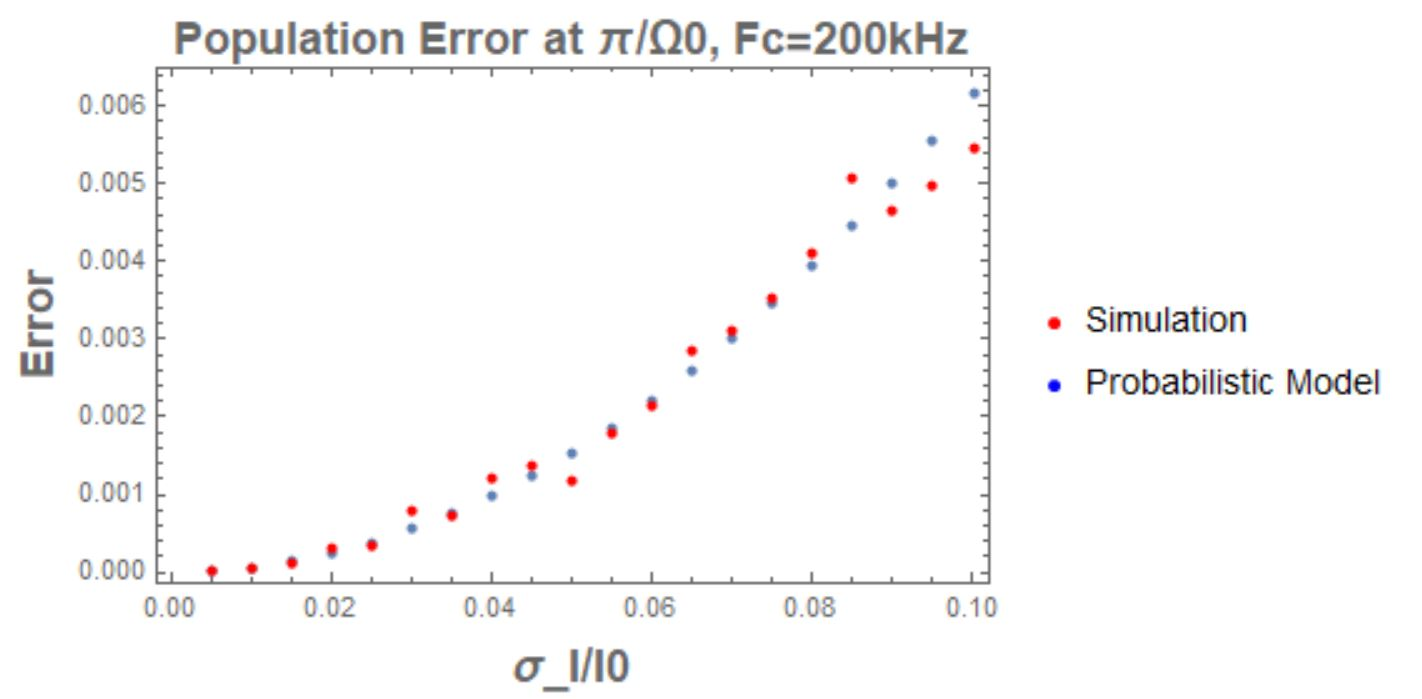 Population Error at π/Ω0, Fc=200kHz
0.006
0.005
0.004
0.003
0.002
0.001
0.000
Error
0.00 0.02 0.04 0.06 0.08 0.10
σ_I/I0
Simulation
Probabilistic Model